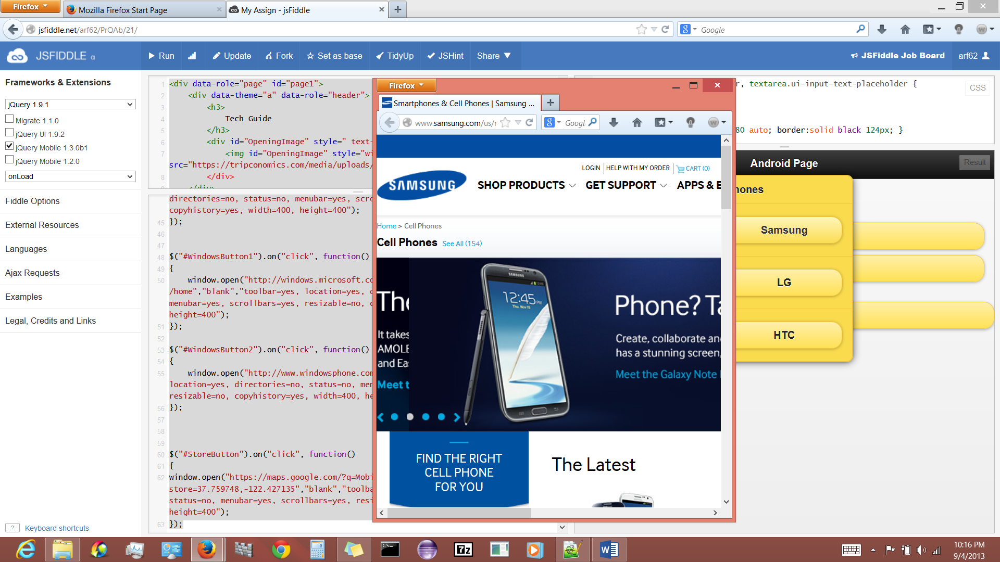 Firefox
Mozilla Firefox Start Page
My Assign - jsFiddle
jsfiddle.net/arf62/PrQAb/21/
Google
JSFIDDLE α
Run
Update
Fork
Set as base
TidyUp
JSHint
Share
JSFiddle Job Board
arf62
Frameworks & Extensions
jQuery 1.9.1
Migrate 1.1.0
jQuery UI 1.9.2
jQuery Mobile 1.3.0b1
jQuery Mobile 1.2.0
onLoad
Fiddle Options
External Resources
Languages
Ajax Requests
Examples
Legal, Credits and Links
? Keyboard shortcuts
1 <div data-role="page" id="page1">
2 <div data-theme="a" data-role="header">
3 <h3>
4 Tech Guide
5 </h3>
6 <div id="OpeningImage" style=" text-
7 <img id="OpeningImage" style="wi
src="https://tripconomics.com/media/uploads/
8 </div>
</div>
directories=no, status=no, menubar=yes, scro
copyhistory=yes, width=400, height=400");
45 });
46
47
48 $("#WindowsButton1").on("click", function()
49 {
50 window.open("http://windows.microsoft.co
/home","blank","toolbar=yes, location=yes, d
menubar=yes, scrollbars=yes, resizable=no, c
height=400");
51 });
52
53 $("#WindowsButton2").on("click", function()
54 {
55 window.open("http://www.windowsphone.com
location=yes, directories=no, status=no, men
resizable=no, copyhistory=yes, width=400, he
56 });
57
58
59
60 $("#StoreButton").on("click", function()
61 {
62 window.open("https://maps.google.com/?q=Mobi
store=37.759748,-122.427135","blank","toolba
status=no, menubar=yes, scrollbars=yes, resi
height=400");
63 });
Firefox
Smartphones & Cell Phones | Samsung ...
www.samsung.com/us/
Googl
LOGIN HELP WITH MY ORDER CART (0)
SAMSUNG
SHOP PRODUCTS GET SUPPORT APPS & E
Home > Cell Phones
Cell Phones See All (154)
The
It takes
AMOLE
and Ea
Meet t
SAMSUNG
12:45 PM
Thu, Nov 15
Phone? Ta
Create, collaborate an
has a stunning screen,
Meet the Galaxy Note
FIND THE RIGHT
CELL PHONE
FOR YOU
The Latest
r, textarea.ui-input-text-placeholder {
CSS
80 auto; border:solid black 124px; }
Android Page
Result
hones
Samsung
LG
HTC
7z
10:16 PM
9/4/2013